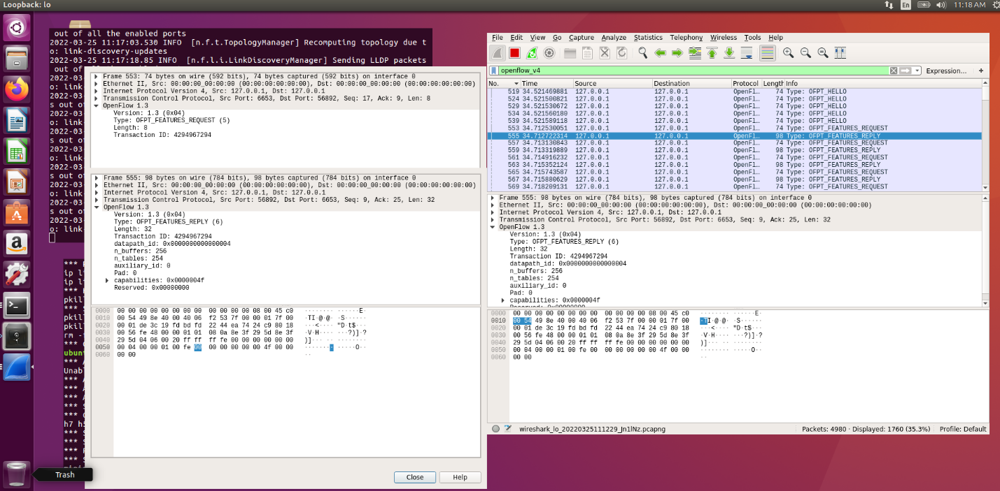 Loopback: lo
En
11:18 AM
out of all the enabled ports
2022-03-25 11:17:03.530 INFO [n.f.t.TopologyManager] Recomputing topology due t
o: link-discovery-updates
2022-03-25 11:17:18.85 INFO [n.f.l.i.LinkDiscoveryManager] Sending LLDP packets
out of
2022-03-
o: link-
2022-03-
s out of
2022-03-
o: link-
2022-03-
s out of
2022-03-
o: link-
2022-03-
s out of
2022-03-
o: link-
2022-03-
s out of
2022-03-
o: link-
ip l
ip l
***
pkill
***
pkill
pkill
rm -
***
ubunt
***
Unabl
***
***
***
***
***
h7 h
***
***
***
***
Frame 553: 74 bytes on wire (592 bits), 74 bytes captured (592 bits) on interface 0
Ethernet II, Src: 00:00:00_00:00:00 (00:00:00:00:00:00), Dst: 00:00:00_00:00:00 (00:00:00:00:00:00)
Internet Protocol Version 4, Src: 127.0.0.1, Dst: 127.0.0.1
Transmission Control Protocol, Src Port: 6653, Dst Port: 56892, Seq: 17, Ack: 9, Len: 8
OpenFlow 1.3
Version: 1.3 (0x04)
Type: OFPT_FEATURES_REQUEST (5)
Length: 8
Transaction ID: 4294967294
Frame 555: 98 bytes on wire (784 bits), 98 bytes captured (784 bits) on interface 0
Ethernet II, Src: 00:00:00_00:00:00 (00:00:00:00:00:00), Dst: 00:00:00_00:00:00 (00:00:00:00:00:00)
Internet Protocol Version 4, Src: 127.0.0.1, Dst: 127.0.0.1
Transmission Control Protocol, Src Port: 56892, Dst Port: 6653, Seq: 9, Ack: 25, Len: 32
OpenFlow 1.3
Version: 1.3 (0x04)
Type: OFPT_FEATURES_REPLY (6)
Length: 32
Transaction ID: 4294967294
datapath_id: 0x0000000000000004
n_buffers: 256
n_tables: 254
auxiliary_id: 0
Pad: 0
capabilities: 0x0000004f
Reserved: 0x00000000
0000 00 00 00 00 00 00 00 00 00 00 00 00 08 00 45 c0 ········ ······E·
0010 00 54 49 8e 40 00 40 06 f2 53 7f 00 00 01 7f 00 ·TI·@·@· ·S······
0020 00 01 de 3c 19 fd bd fd 22 44 ea 74 24 c9 80 18 ···<···· "D·t$···
0030 00 56 fe 48 00 00 01 01 08 0a 8e 3f 29 5d 8e 3f ·V·H···· ···?)]·?
0040 29 5d 04 06 00 20 ff ff ff fe 00 00 00 00 00 00 )]··· ·· ········
0050 00 04 00 00 01 00 fe 00 00 00 00 00 00 4f 00 00 ········ ·····O··
0060 00 00 ··
Close
Help
Trash
File Edit View Go Capture Analyze Statistics Telephony Wireless Tools Help
openflow_v4
Expression… +
No. Time Source Destination Protocol Length Info
519 34.521469881 127.0.0.1 127.0.0.1 OpenFl… 74 Type: OFPT_HELLO
524 34.521500821 127.0.0.1 127.0.0.1 OpenFl… 74 Type: OFPT_HELLO
529 34.521530672 127.0.0.1 127.0.0.1 OpenFl… 74 Type: OFPT_HELLO
534 34.521560180 127.0.0.1 127.0.0.1 OpenFl… 74 Type: OFPT_HELLO
539 34.521589118 127.0.0.1 127.0.0.1 OpenFl… 74 Type: OFPT_HELLO
553 34.712530051 127.0.0.1 127.0.0.1 OpenFl… 74 Type: OFPT_FEATURES_REQUEST
555 34.712722314 127.0.0.1 127.0.0.1 OpenFl… 98 Type: OFPT_FEATURES_REPLY
557 34.713130843 127.0.0.1 127.0.0.1 OpenFl… 74 Type: OFPT_FEATURES_REQUEST
559 34.713319889 127.0.0.1 127.0.0.1 OpenFl… 98 Type: OFPT_FEATURES_REPLY
561 34.714916232 127.0.0.1 127.0.0.1 OpenFl… 74 Type: OFPT_FEATURES_REQUEST
563 34.715352124 127.0.0.1 127.0.0.1 OpenFl… 98 Type: OFPT_FEATURES_REPLY
565 34.715743587 127.0.0.1 127.0.0.1 OpenFl… 74 Type: OFPT_FEATURES_REQUEST
567 34.715880629 127.0.0.1 127.0.0.1 OpenFl… 98 Type: OFPT_FEATURES_REPLY
569 34.718209131 127.0.0.1 127.0.0.1 OpenFl… 74 Type: OFPT_FEATURES_REQUEST
Frame 555: 98 bytes on wire (784 bits), 98 bytes captured (784 bits) on interface 0
Ethernet II, Src: 00:00:00_00:00:00 (00:00:00:00:00:00), Dst: 00:00:00_00:00:00 (00:00:00:00:00:00)
Internet Protocol Version 4, Src: 127.0.0.1, Dst: 127.0.0.1
Transmission Control Protocol, Src Port: 56892, Dst Port: 6653, Seq: 9, Ack: 25, Len: 32
OpenFlow 1.3
Version: 1.3 (0x04)
Type: OFPT_FEATURES_REPLY (6)
Length: 32
Transaction ID: 4294967294
datapath_id: 0x0000000000000004
n_buffers: 256
n_tables: 254
auxiliary_id: 0
Pad: 0
capabilities: 0x0000004f
Reserved: 0x00000000
0000 00 00 00 00 00 00 00 00 00 00 00 00 08 00 45 c0 ········ ······E·
0010 00 54 49 8e 40 00 40 06 f2 53 7f 00 00 01 7f 00 ·TI·@·@· ·S······
0020 00 01 de 3c 19 fd bd fd 22 44 ea 74 24 c9 80 18 ···<···· "D·t$···
0030 00 56 fe 48 00 00 01 01 08 0a 8e 3f 29 5d 8e 3f ·V·H···· ···?)]·?
0040 29 5d 04 06 00 20 ff ff ff fe 00 00 00 00 00 00 )]··· ·· ········
0050 00 04 00 00 01 00 fe 00 00 00 00 00 00 4f 00 00 ········ ·····O··
0060 00 00 ··
wireshark_lo_20220325111229_Jn1lNz.pcapng
Packets: 4980 · Displayed: 1760 (35.3%)
Profile: Default